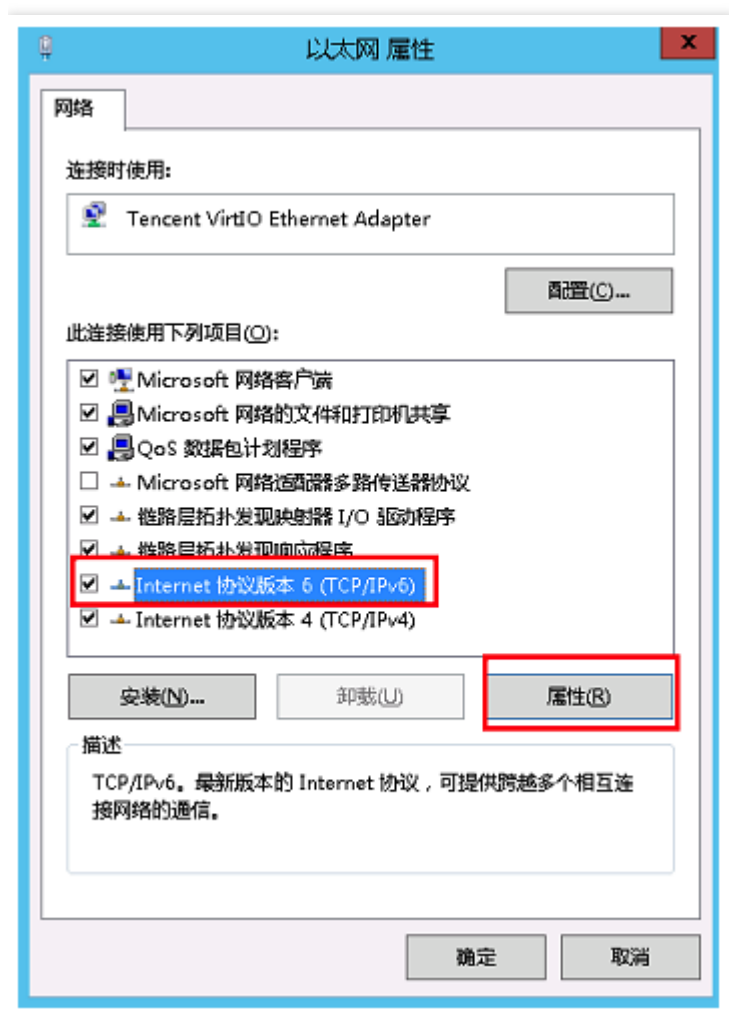 以太网 属性
x
网络
连接时使用:
Tencent VirtIO Ethernet Adapter
配置(C)...
此连接使用下列项目(O):
Microsoft 网络客户端
Microsoft 网络的文件和打印机共享
QoS 数据包计划程序
Microsoft 网络适配器多路传送器协议
链路层拓扑发现映射器 I/O 驱动程序
链路层拓扑发现响应程序
Internet 协议版本 6 (TCP/IPv6)
Internet 协议版本 4 (TCP/IPv4)
安装(N)... 卸载(U) 属性(R)
描述
TCP/IPv6。最新版本的 Internet 协议，可提供跨越多个相互连
接网络的通信。
确定 取消